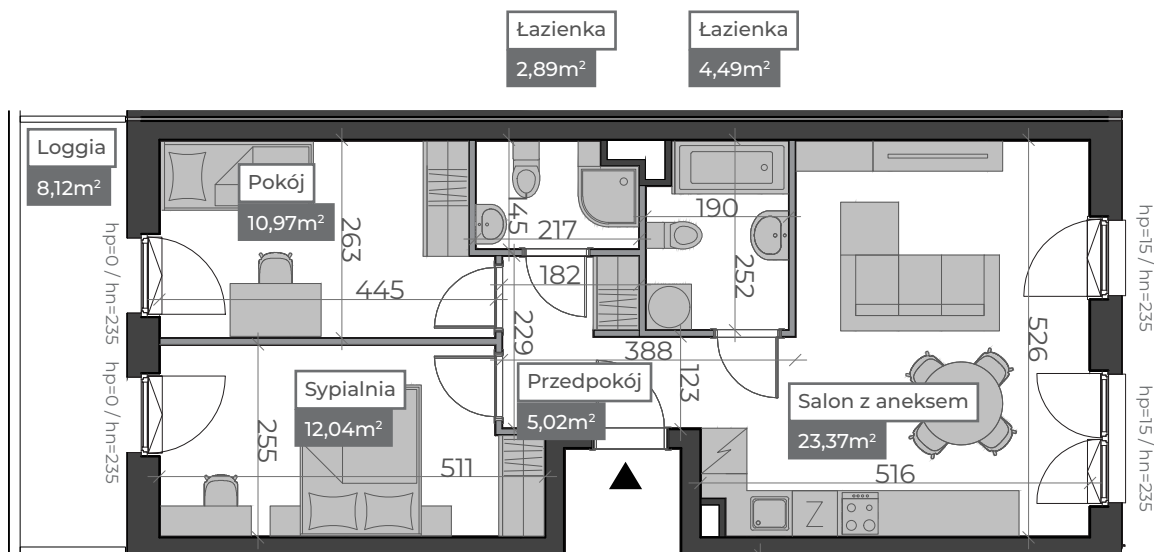 Łazienka
2,89m²
Łazienka
4,49m²
Loggia
8,12m²
Pokój
10,97m²
263
445
145
217
182
190
252
229
388
123
526
hp=0 / hn=235
hp=0 / hn=235
hp=15 / hn=235
hp=15 / hn=235
Sypialnia
12,04m²
255
511
Przedpokój
5,02m²
Salon z aneksem
23,37m²
516
Z